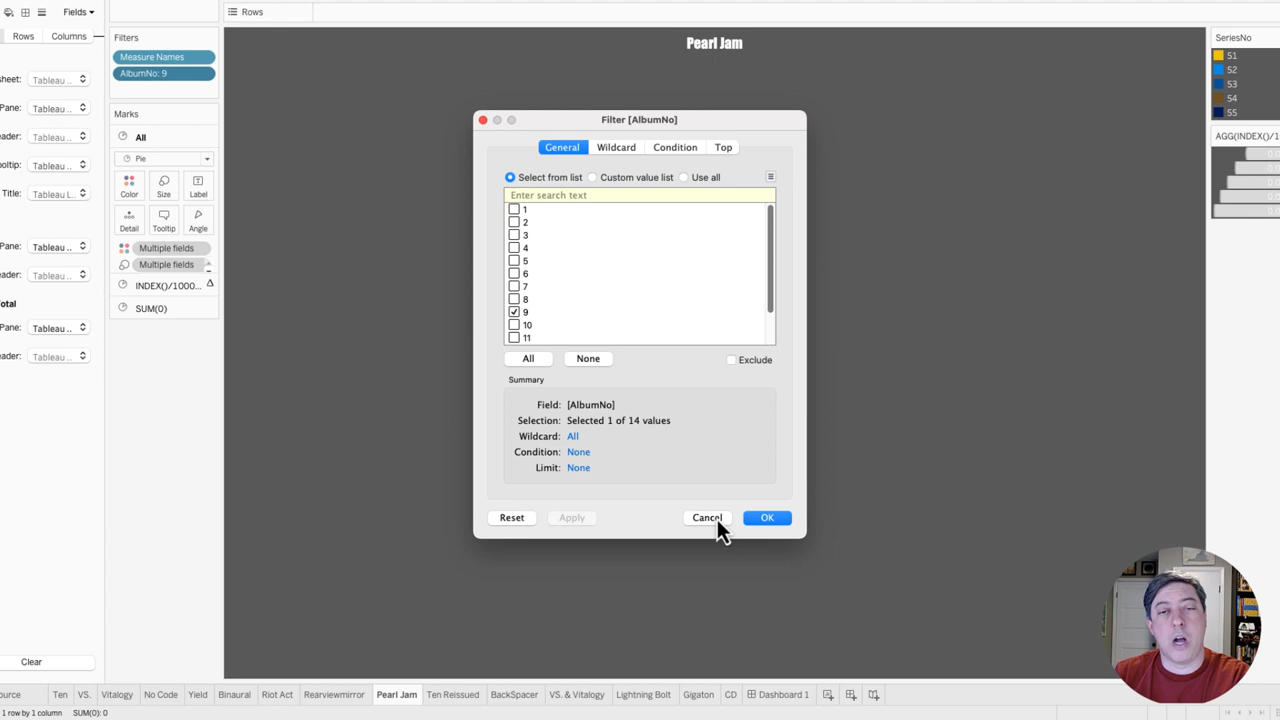 Fields
Rows
Rows
Columns
Filters
Measure Names
AlbumNo: 9
Marks
All
Pie
Color
Size
Label
Detail
Tooltip
Angle
Multiple fields
Multiple fields
INDEX()/1000...
SUM(0)
heet:
Tableau ..
Pane:
Tableau ..
eader:
Tableau ..
oltip:
Tableau ..
Title:
Tableau L..
Pane:
Tableau ..
eader:
Tableau ..
otal
Pane:
Tableau ..
eader:
Tableau ..
Clear
Pearl Jam
Filter [AlbumNo]
General
Wildcard
Condition
Top
Select from list
Custom value list
Use all
Enter search text
1
2
3
4
5
6
7
8
9
10
11
All
None
Exclude
Summary
Field: [AlbumNo]
Selection: Selected 1 of 14 values
Wildcard: All
Condition: None
Limit: None
Reset
Apply
Cancel
OK
SeriesNo
51
52
53
54
55
AGG(INDEX()/1
ource
Ten
VS.
Vitalogy
No Code
Yield
Binaural
Riot Act
Rearviewmirror
Pearl Jam
Ten Reissued
BackSpacer
VS. & Vitalogy
Lightning Bolt
Gigaton
CD
Dashboard 1
1 row by 1 column
SUM(0): 0